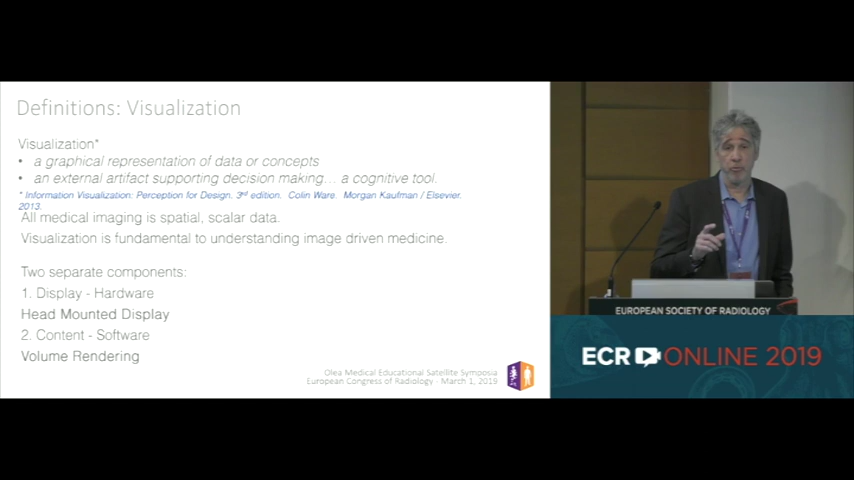 Definitions: Visualization
Visualization*
• a graphical representation of data or concepts
• an external artifact supporting decision making… a cognitive tool.
* Information Visualization: Perception for Design, 3rd edition. Colin Ware. Morgan Kaufman / Elsevier.
2013.
All medical imaging is spatial, scalar data.
Visualization is fundamental to understanding image driven medicine.
Two separate components:
1. Display - Hardware
Head Mounted Display
2. Content - Software
Volume Rendering
Olea Medical Educational Satellite Symposia
European Congress of Radiology - March 1, 2019
EUROPEAN SOCIETY OF RADIOLOGY
ECR ONLINE 2019